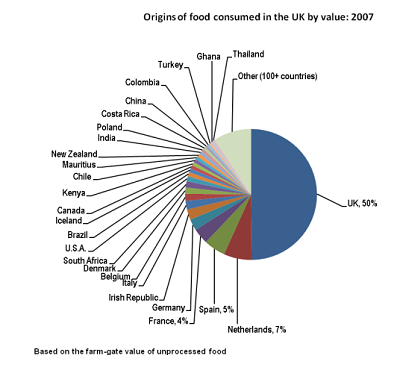 Origins of food consumed in the UK by value: 2007
Ghana
Thailand
Turkey
Other (100+ countries)
Colombia
China
Costa Rica
Poland
India
New Zealand
Mauritius
Chile
Kenya
Canada
Iceland
Brazil
U.S.A.
South Africa
Denmark
Belgium
Italy
Irish Republic
Germany
France, 4%
Spain, 5%
Netherlands, 7%
UK, 50%
Based on the farm-gate value of unprocessed food